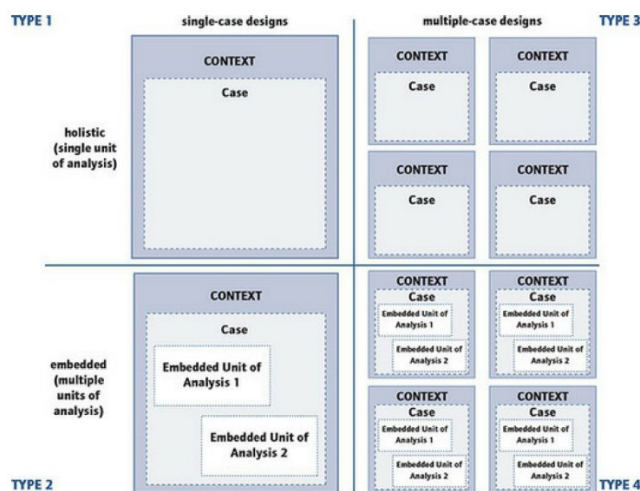 TYPE 1
single-case designs
multiple-case designs
TYPE 3
holistic
(single unit
of analysis)
CONTEXT
Case
CONTEXT
Case
CONTEXT
Case
CONTEXT
Case
CONTEXT
Case
embedded
(multiple
units of
analysis)
CONTEXT
Case
Embedded Unit of
Analysis 1
Embedded Unit of
Analysis 2
CONTEXT
Case
Embedded Unit of
Analysis 1
Embedded Unit of
Analysis 2
CONTEXT
Case
Embedded Unit of
Analysis 1
Embedded Unit of
Analysis 2
CONTEXT
Case
Embedded Unit of
Analysis 1
Embedded Unit of
Analysis 2
CONTEXT
Case
Embedded Unit of
Analysis 1
Embedded Unit of
Analysis 2
TYPE 2
TYPE 4